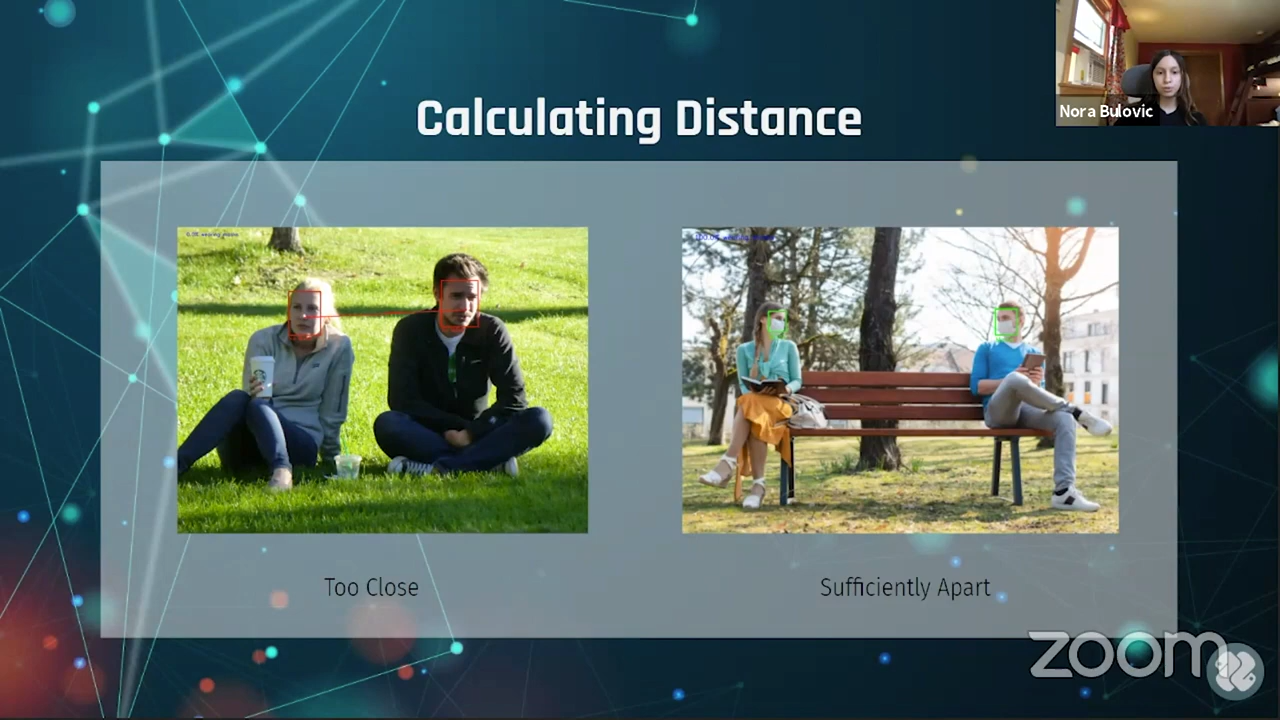 Calculating Distance
Nora Bulovic
Too Close
Sufficiently Apart
zoom